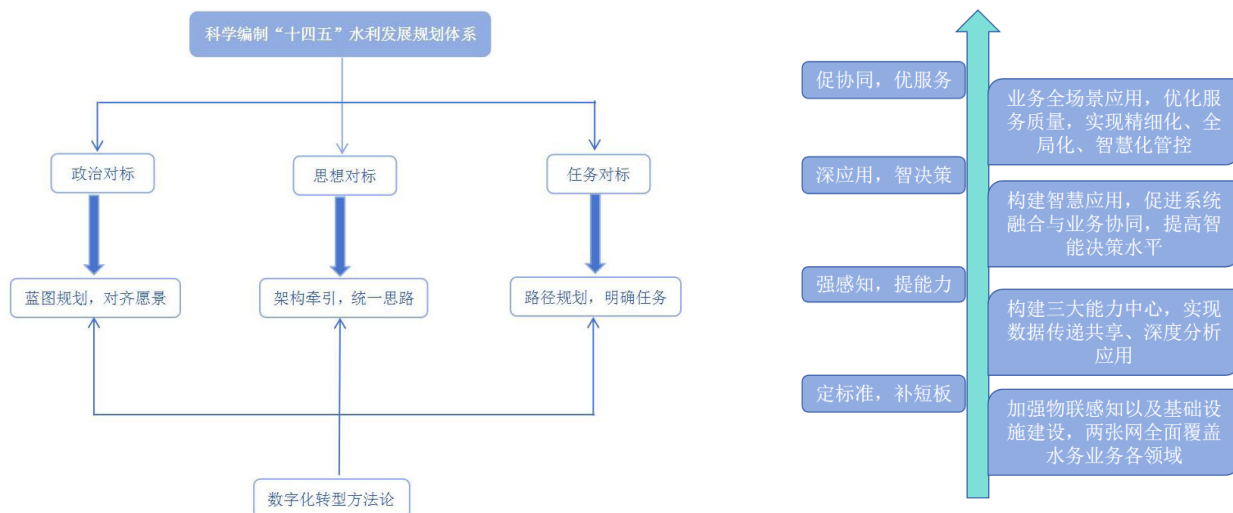 科学编制“十四五”水利发展规划体系
政治对标
思想对标
任务对标
蓝图规划，对齐愿景
架构牵引，统一思路
路径规划，明确任务
数字化转型方法论
促协同，优服务
业务全场景应用，优化服
务质量，实现精细化、全
局化、智慧化管控
深应用，智决策
构建智慧应用，促进系统
融合与业务协同，提高智
能决策水平
强感知，提能力
构建三大能力中心，实现
数据传递共享、深度分析
应用
定标准，补短板
加强物联感知以及基础设
施建设，两张网全面覆盖
水务业务各领域